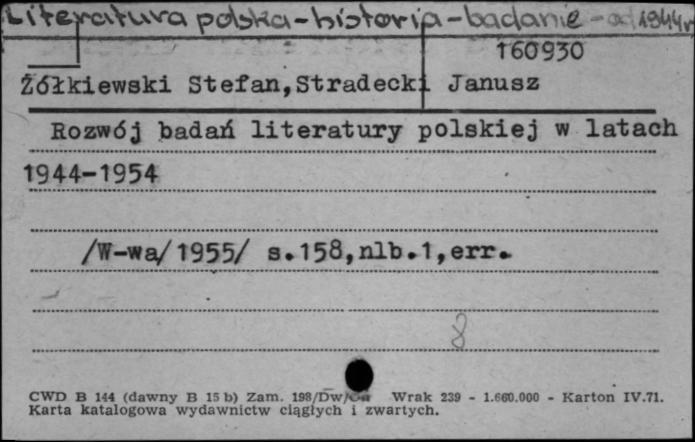 Literatura polska-historia-badanie-od 1944r
160930
Żółkiewski Stefan,Stradecki Janusz
Rozwój badań literatury polskiej w latach
1944-1954
/W-wa/1955/ s.158,nlb.1,err.
8
CWD B 144 (dawny B 15 b) Zam. 198/Dw/ Wrak 239 - 1.660.000 - Karton IV.71.
Karta katalogowa wydawnictw ciągłych i zwartych.